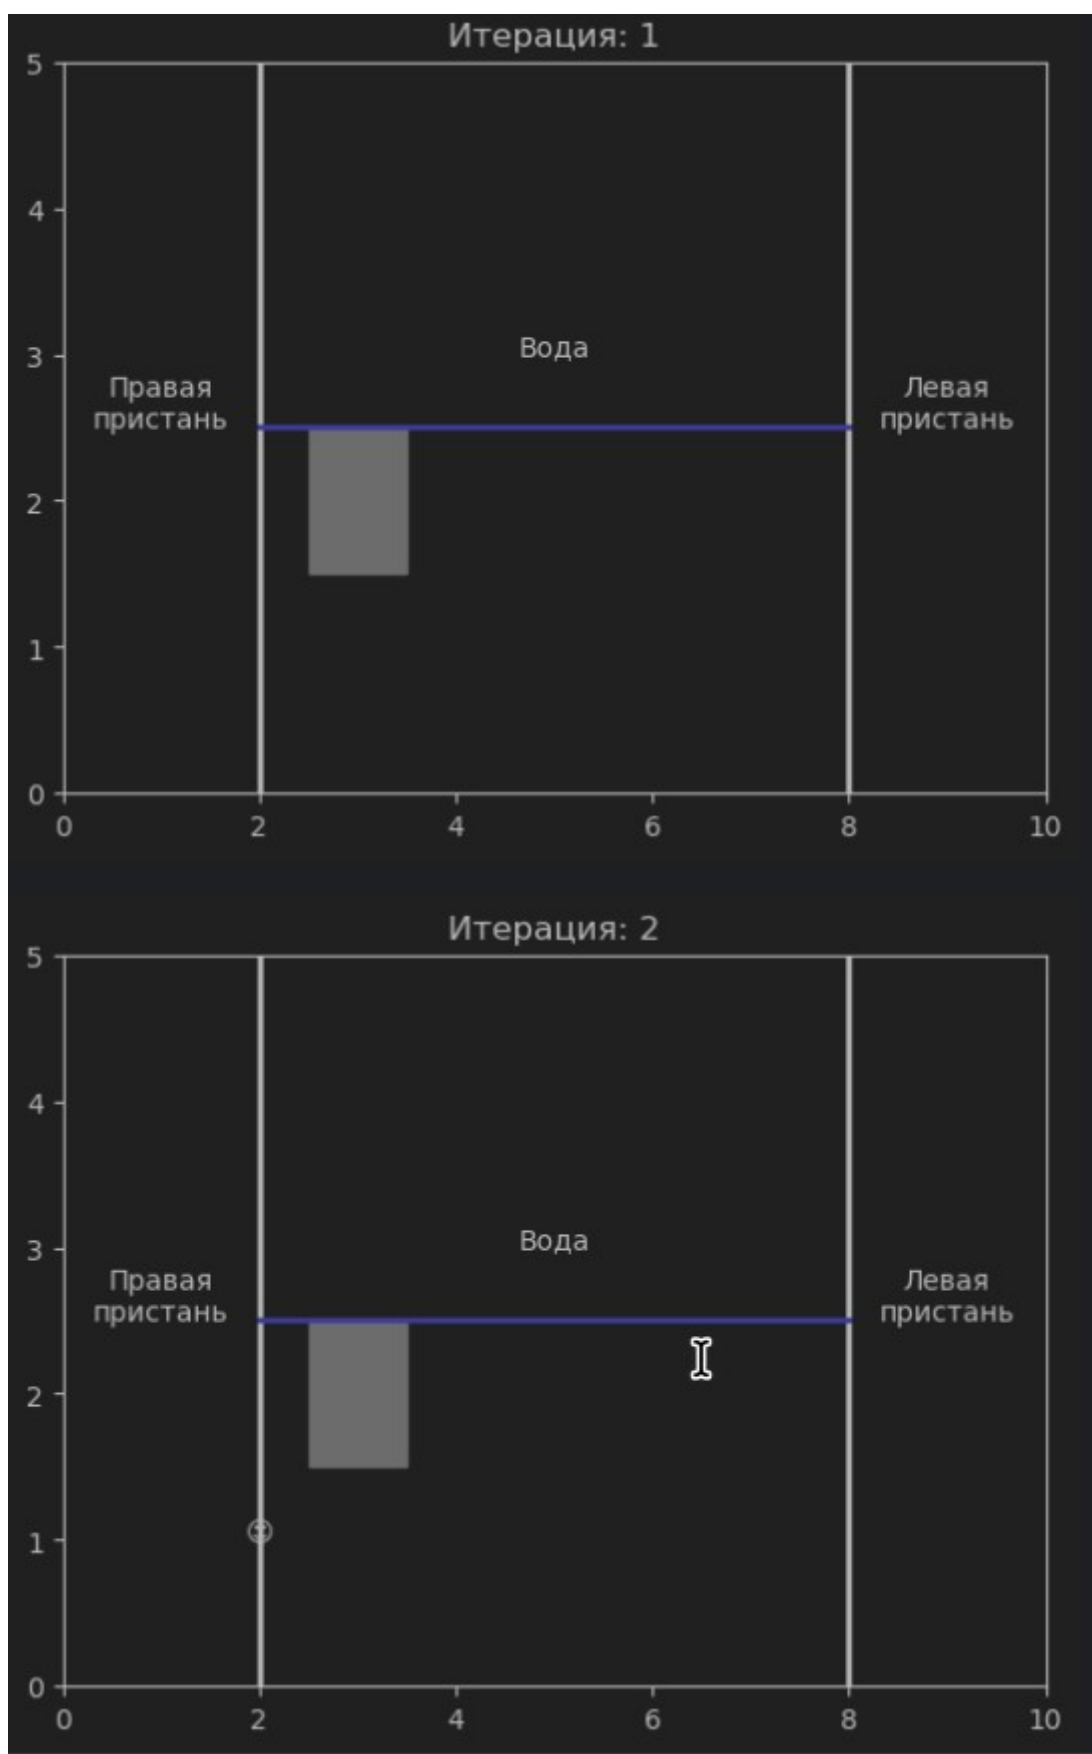 Итерация: 1
5
4
3
2
1
0
Вода
Правая
пристань
Левая
пристань
0 2 4 6 8 10
Итерация: 2
5
4
3
2
1
0
Вода
Правая
пристань
Левая
пристань
0 2 4 6 8 10